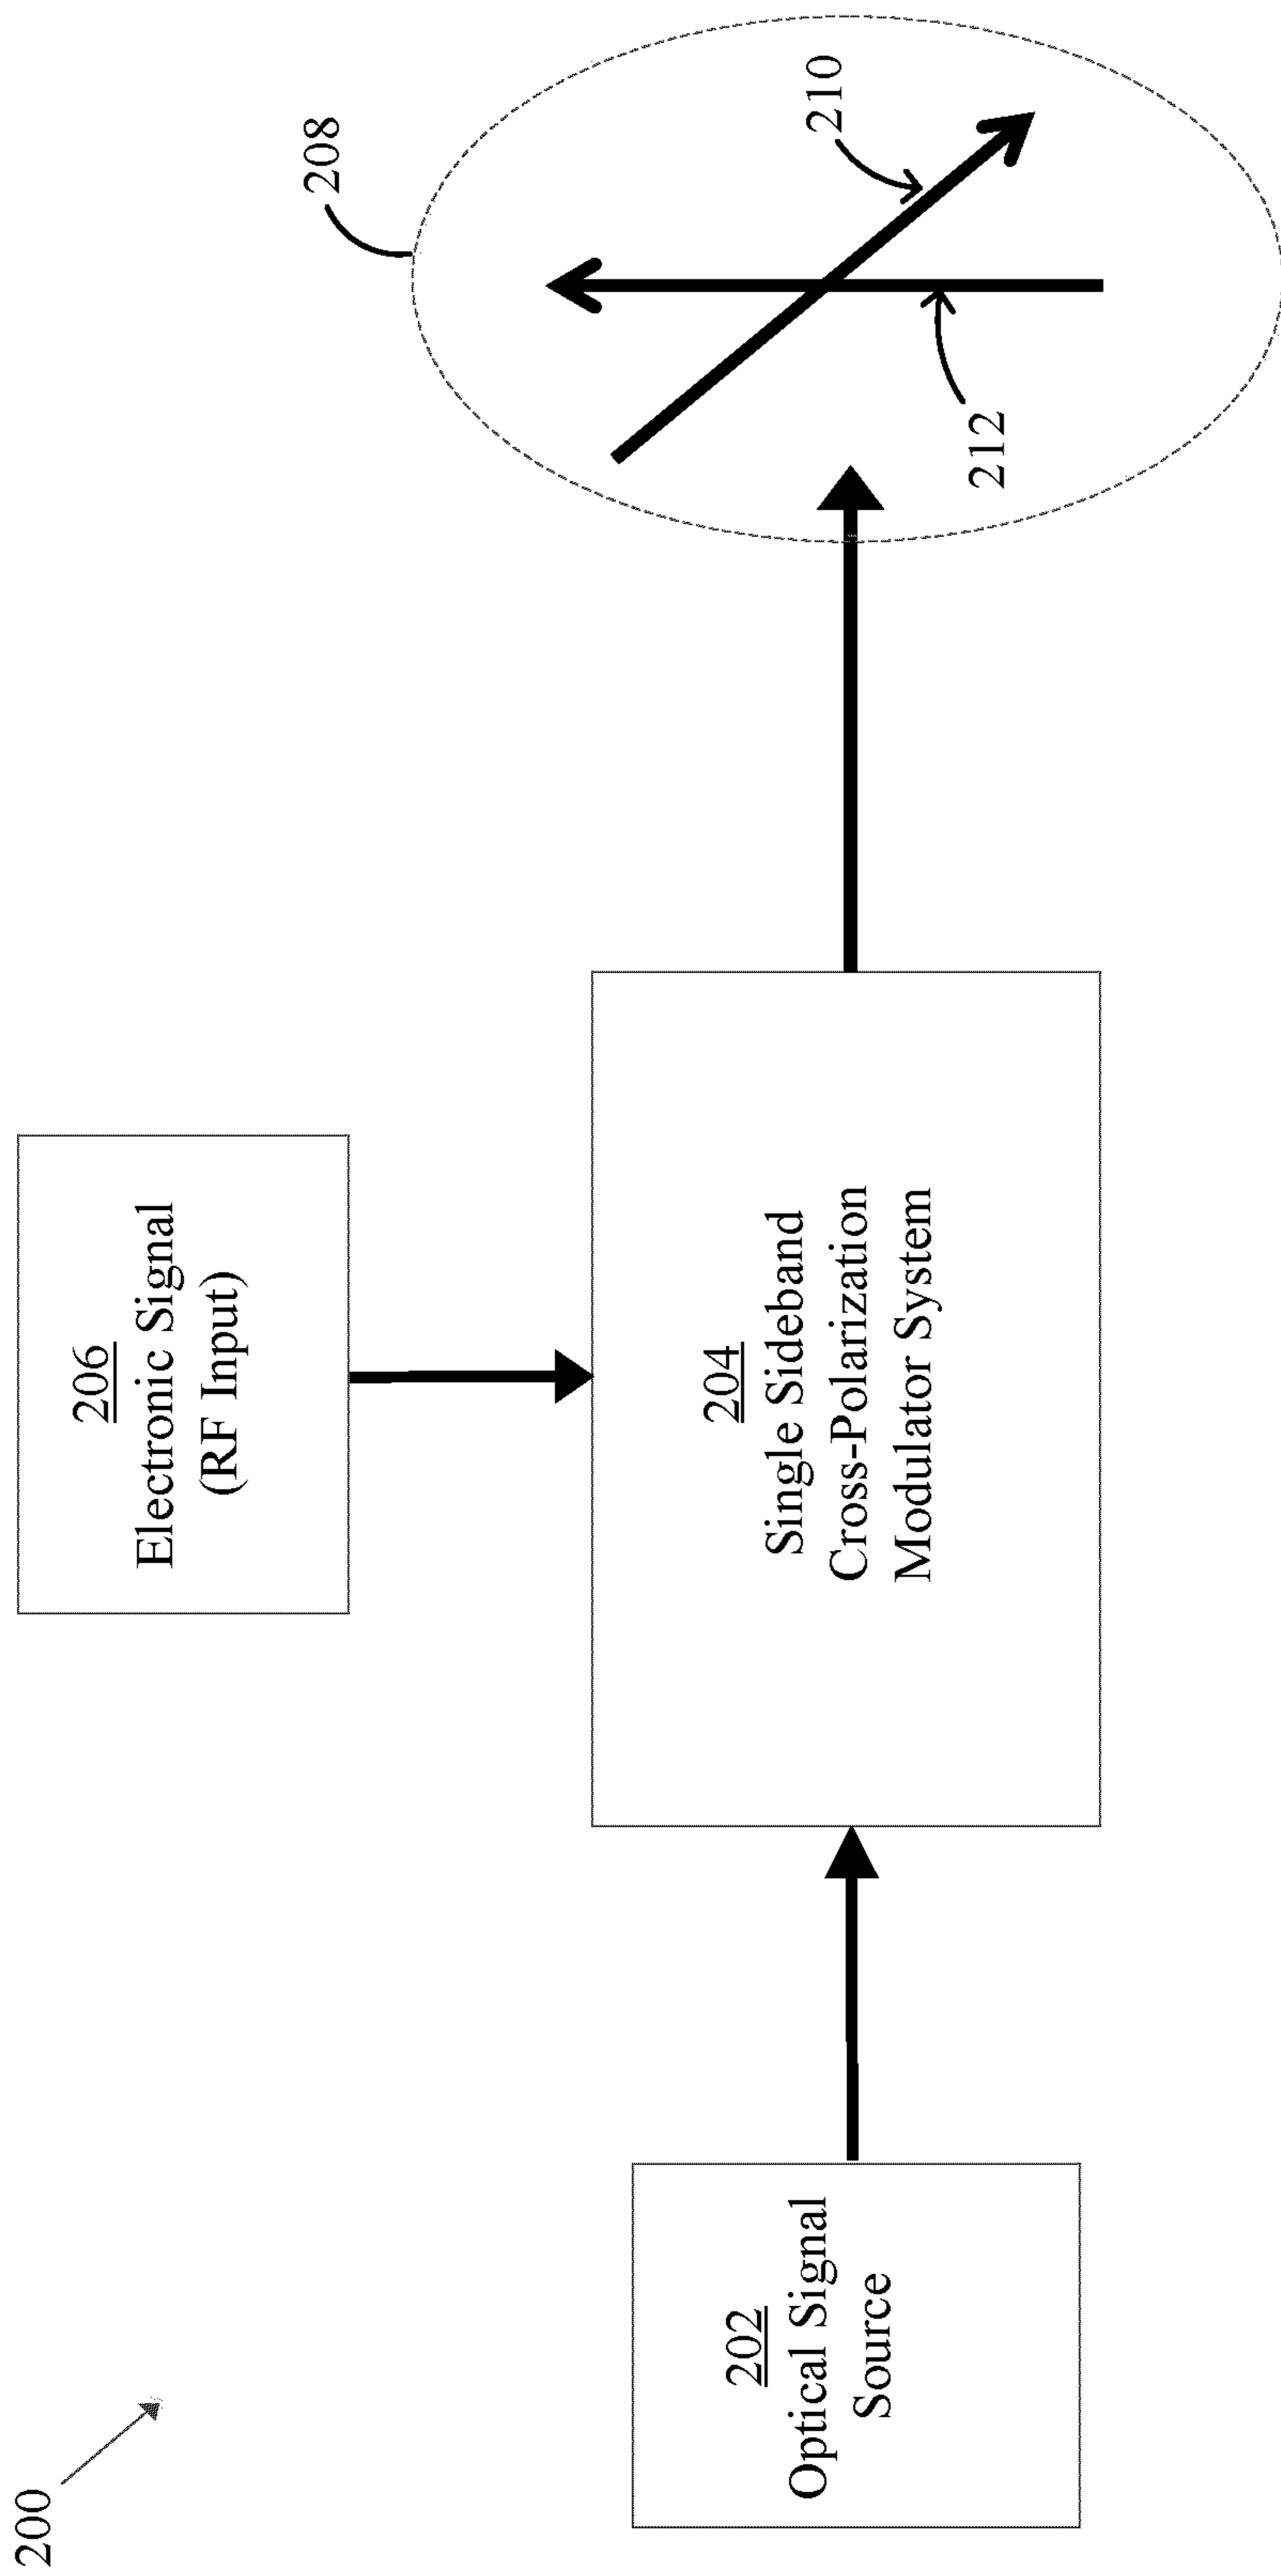 200
206
Electronic Signal
(RF Input)
208
210
212
204
Single Sideband
Cross-Polarization
Modulator System
202
Optical Signal
Source